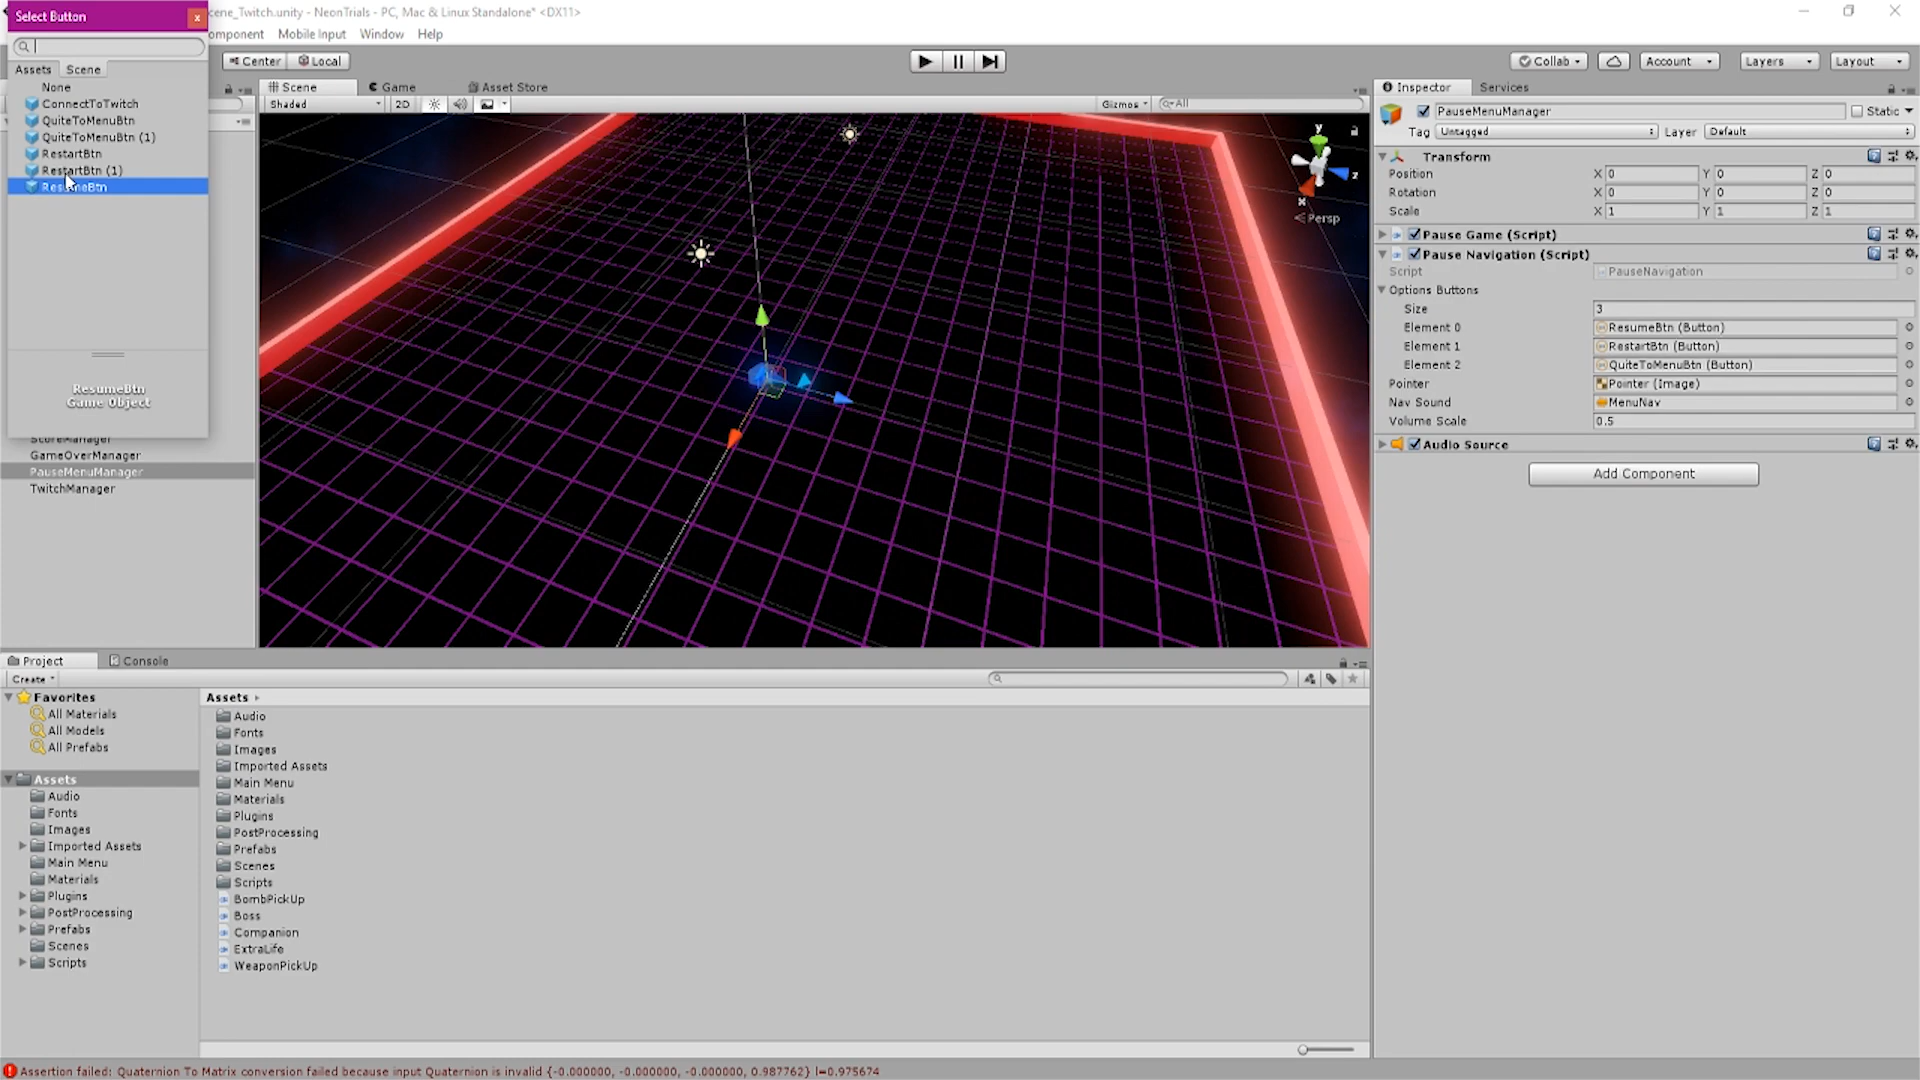 Select Button
x
cene_Twitch.unity - NeonTrials - PC, Mac & Linux Standalone* <DX11>
omponent Mobile Input Window Help
Center Local
Collab Account Layers Layout
Assets Scene
None
ConnectToTwitch
QuiteToMenuBtn
QuiteToMenuBtn (1)
RestartBtn
RestartBtn (1)
ResumeBtn
ResumeBtn
Game Object
ScoreManager
GameOverManager
PauseMenuManager
TwitchManager
Scene Game Asset Store
Shaded 2D Gizmos All
y
z
x
Persp
Inspector Services
PauseMenuManager Static
Tag Untagged Layer Default
Transform
Position X 0 Y 0 Z 0
Rotation X 0 Y 0 Z 0
Scale X 1 Y 1 Z 1
Pause Game (Script)
Pause Navigation (Script)
Script PauseNavigation
Options Buttons
Size 3
Element 0 ResumeBtn (Button)
Element 1 RestartBtn (Button)
Element 2 QuiteToMenuBtn (Button)
Pointer Pointer (Image)
Nav Sound MenuNav
Volume Scale 0.5
Audio Source
Add Component
Project Console
Create
Favorites
All Materials
All Models
All Prefabs
Assets
Audio
Fonts
Images
Imported Assets
Main Menu
Materials
Plugins
PostProcessing
Prefabs
Scenes
Scripts
Assets
Audio
Fonts
Images
Imported Assets
Main Menu
Materials
Plugins
PostProcessing
Prefabs
Scenes
Scripts
BombPickUp
Boss
Companion
ExtraLife
WeaponPickUp
Assertion failed: Quaternion To Matrix conversion failed because input Quaternion is invalid {-0.000000, -0.000000, -0.000000, 0.987762} l=0.975674